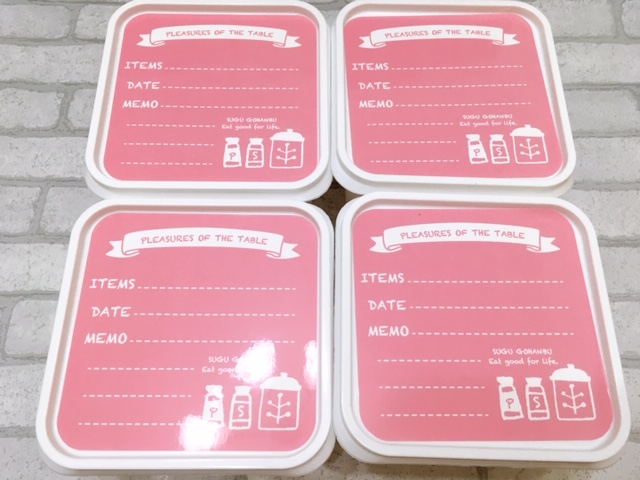 PLEASURES OF THE TABLE
ITEMS
DATE
MEMO
SUGU GOHANBU
Eat good for life.
P S
PLEASURES OF THE TABLE
ITEMS
DATE
MEMO
SUGU GOHANBU
Eat good for life.
P S
PLEASURES OF THE TABLE
ITEMS
DATE
MEMO
SUGU
Eat
P S
PLEASURES OF THE TABLE
ITEMS
DATE
MEMO
SUGU GOHANBU
Eat good for life.
P S